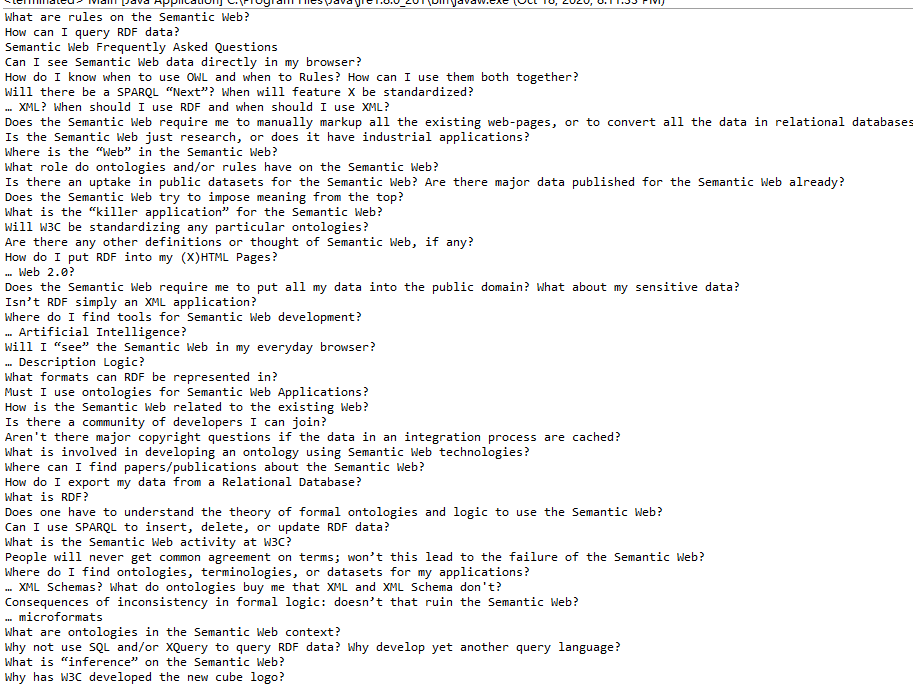 <terminated> Main [Java Application] C:\Program Files\Java\jre1.8.0_201\bin\javaw.exe (Oct 18, 2020, 8:11:33 PM)
What are rules on the Semantic Web?
How can I query RDF data?
Semantic Web Frequently Asked Questions
Can I see Semantic Web data directly in my browser?
How do I know when to use OWL and when to Rules? How can I use them both together?
Will there be a SPARQL “Next”? When will feature X be standardized?
… XML? When should I use RDF and when should I use XML?
Does the Semantic Web require me to manually markup all the existing web-pages, or to convert all the data in relational databases
Is the Semantic Web just research, or does it have industrial applications?
Where is the “Web” in the Semantic Web?
What role do ontologies and/or rules have on the Semantic Web?
Is there an uptake in public datasets for the Semantic Web? Are there major data published for the Semantic Web already?
Does the Semantic Web try to impose meaning from the top?
What is the “killer application” for the Semantic Web?
Will W3C be standardizing any particular ontologies?
Are there any other definitions or thought of Semantic Web, if any?
How do I put RDF into my (X)HTML Pages?
… Web 2.0?
Does the Semantic Web require me to put all my data into the public domain? What about my sensitive data?
Isn’t RDF simply an XML application?
Where do I find tools for Semantic Web development?
… Artificial Intelligence?
Will I “see” the Semantic Web in my everyday browser?
… Description Logic?
What formats can RDF be represented in?
Must I use ontologies for Semantic Web Applications?
How is the Semantic Web related to the existing Web?
Is there a community of developers I can join?
Aren't there major copyright questions if the data in an integration process are cached?
What is involved in developing an ontology using Semantic Web technologies?
Where can I find papers/publications about the Semantic Web?
How do I export my data from a Relational Database?
What is RDF?
Does one have to understand the theory of formal ontologies and logic to use the Semantic Web?
Can I use SPARQL to insert, delete, or update RDF data?
What is the Semantic Web activity at W3C?
People will never get common agreement on terms; won’t this lead to the failure of the Semantic Web?
Where do I find ontologies, terminologies, or datasets for my applications?
… XML Schemas? What do ontologies buy me that XML and XML Schema don't?
Consequences of inconsistency in formal logic: doesn’t that ruin the Semantic Web?
… microformats
What are ontologies in the Semantic Web context?
Why not use SQL and/or XQuery to query RDF data? Why develop yet another query language?
What is “inference” on the Semantic Web?
Why has W3C developed the new cube logo?